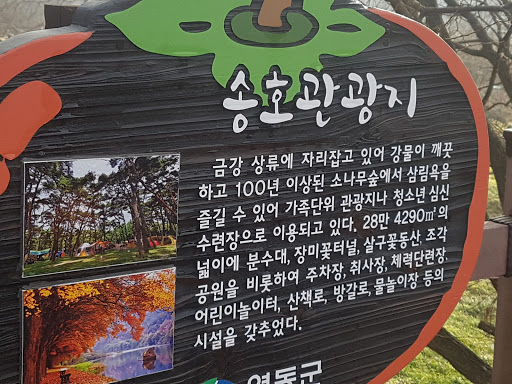 송호관광지
금강 상류에 자리잡고 있어 강물이 깨끗
하고 100년 이상된 소나무숲에서 삼림욕을
즐길 수 있어 가족단위 관광지나 청소년 심신
수련장으로 이용되고 있다. 28만 4290㎡의
넓이에 분수대, 장미꽃터널, 살구꽃동산, 조각
공원을 비롯하여 주차장, 취사장, 체력단련장,
어린이놀이터, 산책로, 방갈로, 물놀이장 등의
시설을 갖추었다.
영동군